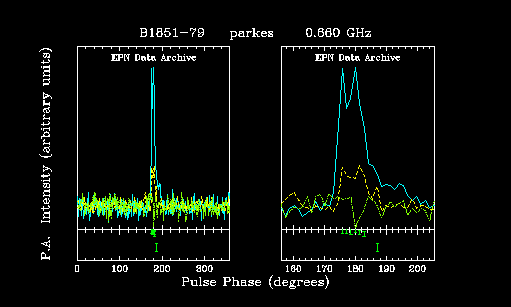 B1851-79 parkes 0.660 GHz
EPN Data Archive EPN Data Archive
P.A. Intensity (arbitrary units)
0 100 200 300 160 170 180 190 200
Pulse Phase (degrees)